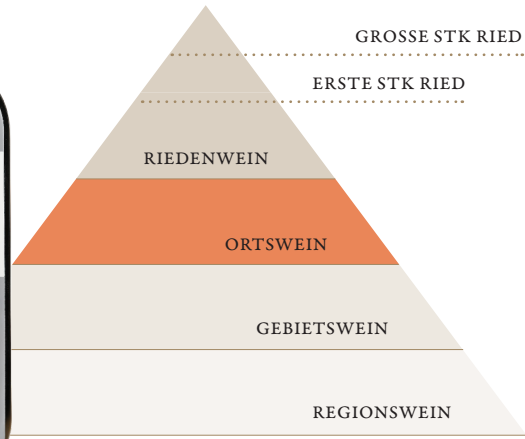 GROSSE STK RIED
ERSTE STK RIED
RIEDENWEIN
ORTSWEIN
GEBIETSWEIN
REGIONSWEIN